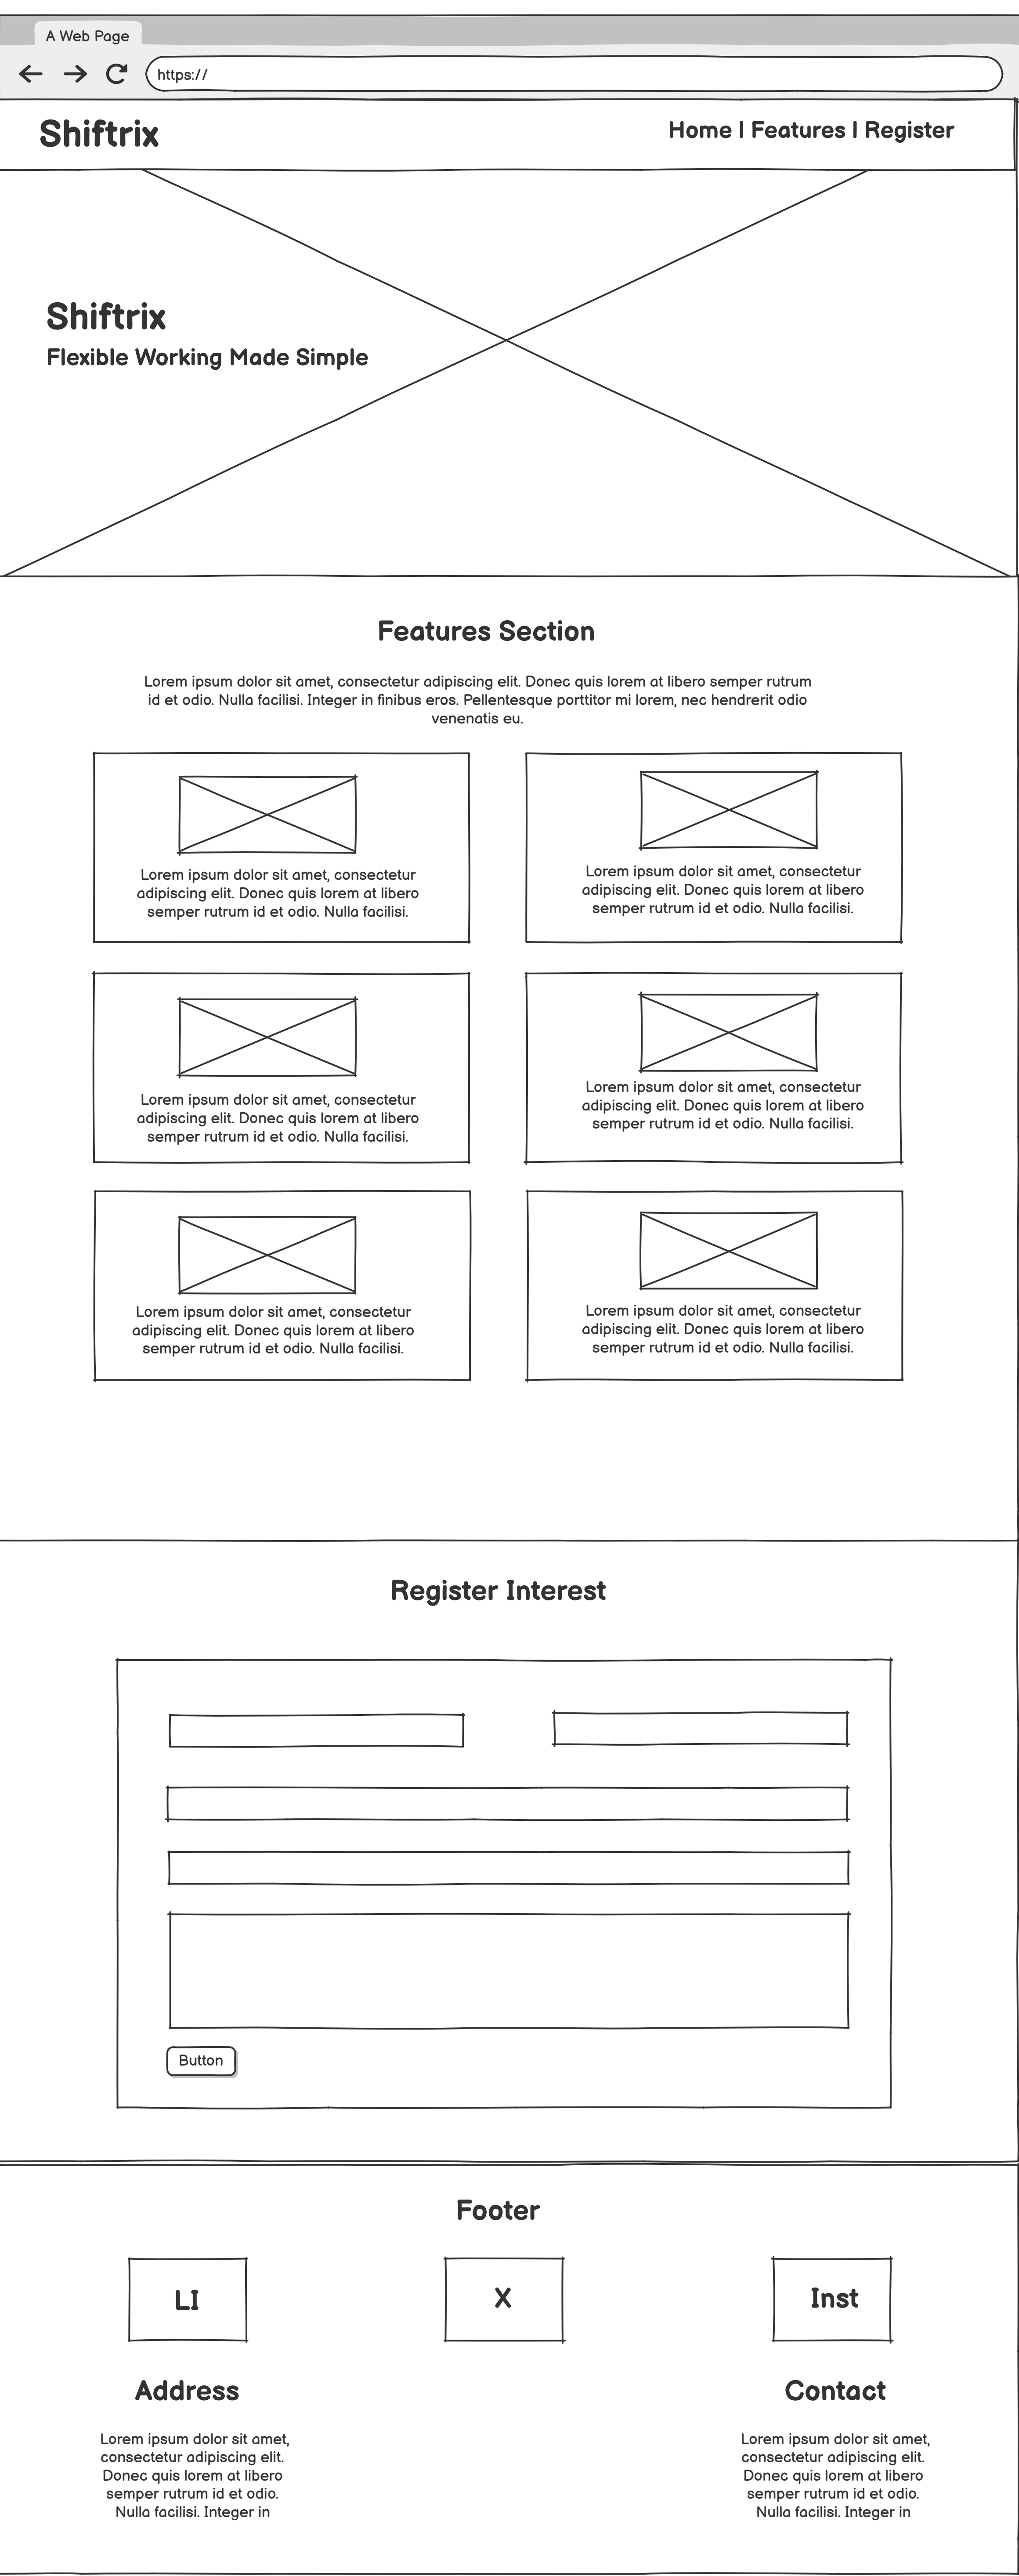 A Web Page
https://
Shiftrix
Home I Features I Register
Shiftrix
Flexible Working Made Simple
Features Section
Lorem ipsum dolor sit amet, consectetur adipiscing elit. Donec quis lorem at libero semper rutrum
id et odio. Nulla facilisi. Integer in finibus eros. Pellentesque porttitor mi lorem, nec hendrerit odio
venenatis eu.
Lorem ipsum dolor sit amet, consectetur
adipiscing elit. Donec quis lorem at libero
semper rutrum id et odio. Nulla facilisi.
Lorem ipsum dolor sit amet, consectetur
adipiscing elit. Donec quis lorem at libero
semper rutrum id et odio. Nulla facilisi.
Lorem ipsum dolor sit amet, consectetur
adipiscing elit. Donec quis lorem at libero
semper rutrum id et odio. Nulla facilisi.
Lorem ipsum dolor sit amet, consectetur
adipiscing elit. Donec quis lorem at libero
semper rutrum id et odio. Nulla facilisi.
Lorem ipsum dolor sit amet, consectetur
adipiscing elit. Donec quis lorem at libero
semper rutrum id et odio. Nulla facilisi.
Lorem ipsum dolor sit amet, consectetur
adipiscing elit. Donec quis lorem at libero
semper rutrum id et odio. Nulla facilisi.
Register Interest
Button
Footer
LI
X
Inst
Address
Lorem ipsum dolor sit amet,
consectetur adipiscing elit.
Donec quis lorem at libero
semper rutrum id et odio.
Nulla facilisi. Integer in
Contact
Lorem ipsum dolor sit amet,
consectetur adipiscing elit.
Donec quis lorem at libero
semper rutrum id et odio.
Nulla facilisi. Integer in